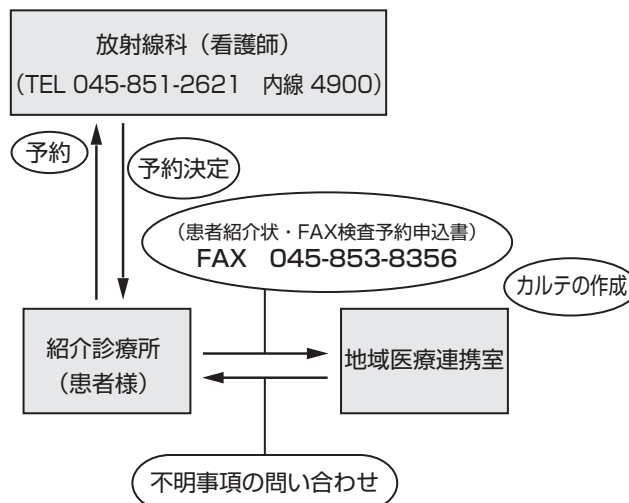 放射線科（看護師）
（TEL 045-851-2621　内線 4900）
予約
予約決定
（患者紹介状・FAX検査予約申込書）
FAX　045-853-8356
カルテの作成
紹介診療所
（患者様）
地域医療連携室
不明事項の問い合わせ